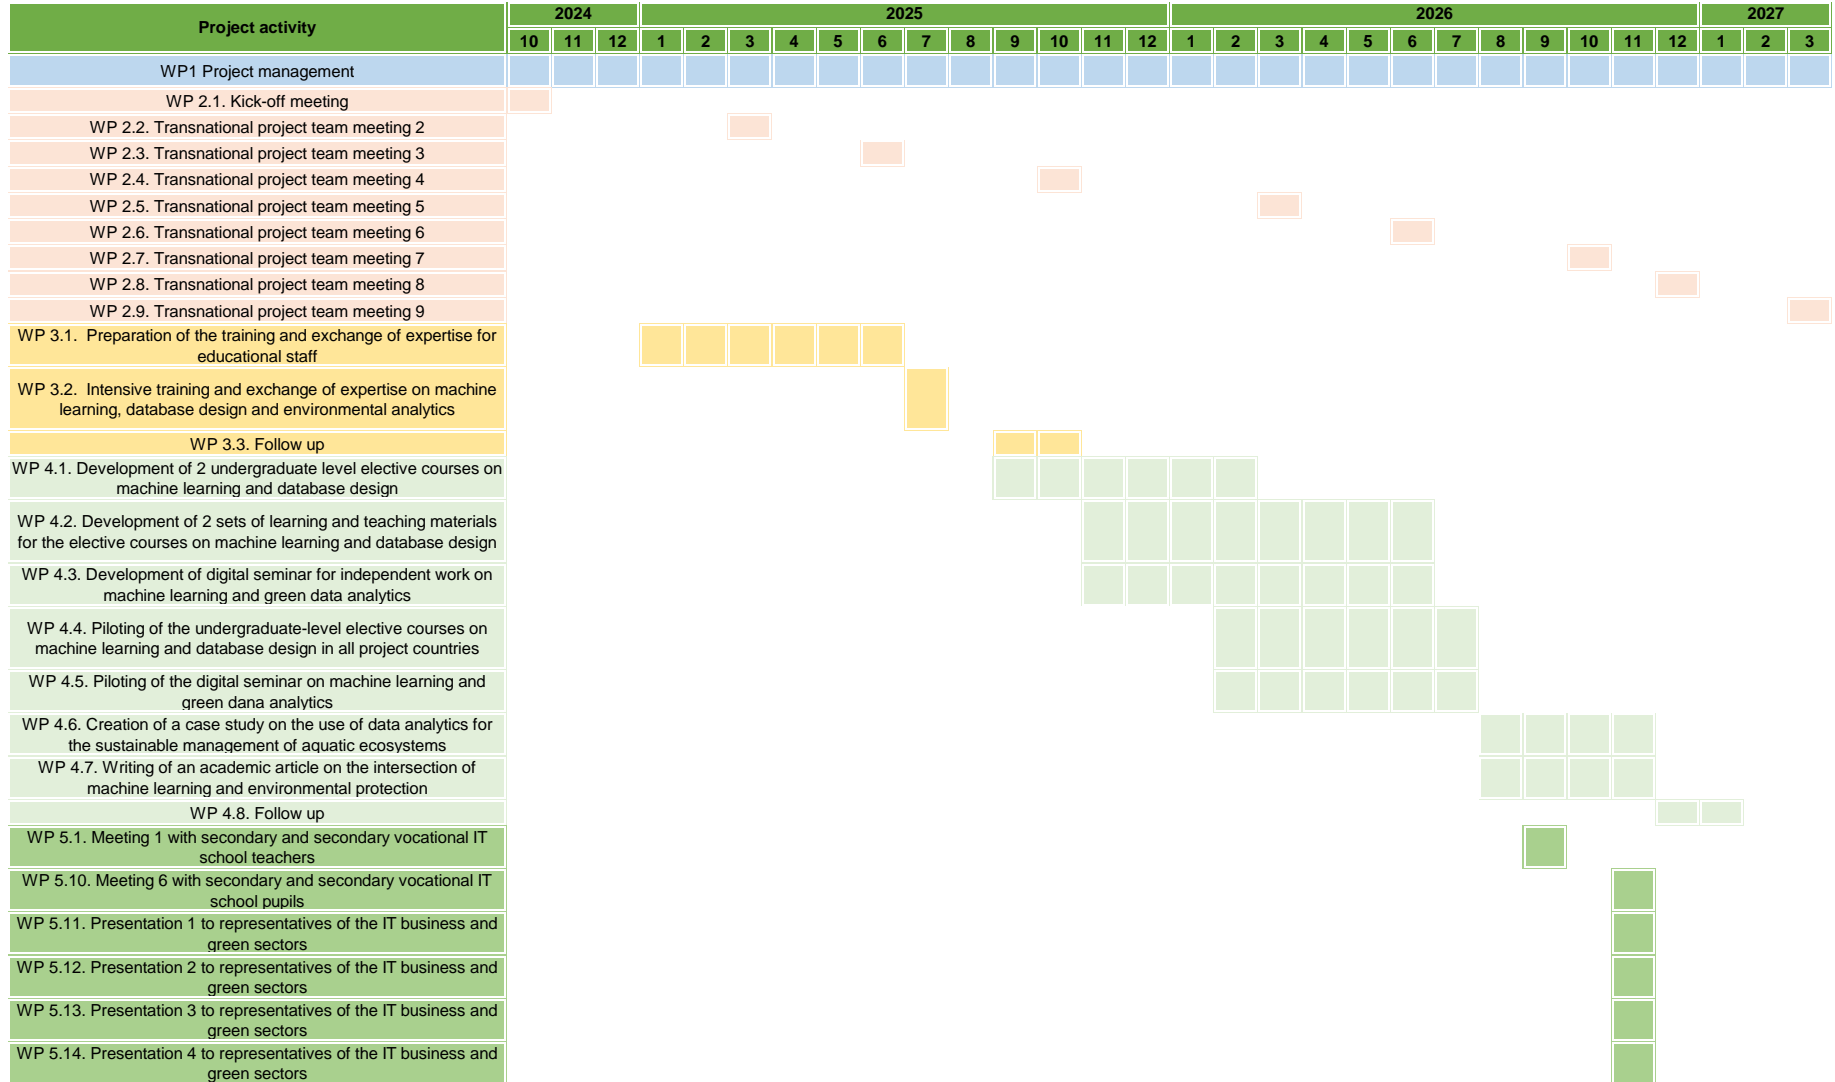 Project activity
2024 2025 2026 2027
10 11 12 1 2 3 4 5 6 7 8 9 10 11 12 1 2 3 4 5 6 7 8 9 10 11 12 1 2 3
WP1 Project management
WP 2.1. Kick-off meeting
WP 2.2. Transnational project team meeting 2
WP 2.3. Transnational project team meeting 3
WP 2.4. Transnational project team meeting 4
WP 2.5. Transnational project team meeting 5
WP 2.6. Transnational project team meeting 6
WP 2.7. Transnational project team meeting 7
WP 2.8. Transnational project team meeting 8
WP 2.9. Transnational project team meeting 9
WP 3.1. Preparation of the training and exchange of expertise for
educational staff
WP 3.2. Intensive training and exchange of expertise on machine
learning, database design and environmental analytics
WP 3.3. Follow up
WP 4.1. Development of 2 undergraduate level elective courses on
machine learning and database design
WP 4.2. Development of 2 sets of learning and teaching materials
for the elective courses on machine learning and database design
WP 4.3. Development of digital seminar for independent work on
machine learning and green data analytics
WP 4.4. Piloting of the undergraduate-level elective courses on
machine learning and database design in all project countries
WP 4.5. Piloting of the digital seminar on machine learning and
green dana analytics
WP 4.6. Creation of a case study on the use of data analytics for
the sustainable management of aquatic ecosystems
WP 4.7. Writing of an academic article on the intersection of
machine learning and environmental protection
WP 4.8. Follow up
WP 5.1. Meeting 1 with secondary and secondary vocational IT
school teachers
WP 5.10. Meeting 6 with secondary and secondary vocational IT
school pupils
WP 5.11. Presentation 1 to representatives of the IT business and
green sectors
WP 5.12. Presentation 2 to representatives of the IT business and
green sectors
WP 5.13. Presentation 3 to representatives of the IT business and
green sectors
WP 5.14. Presentation 4 to representatives of the IT business and
green sectors